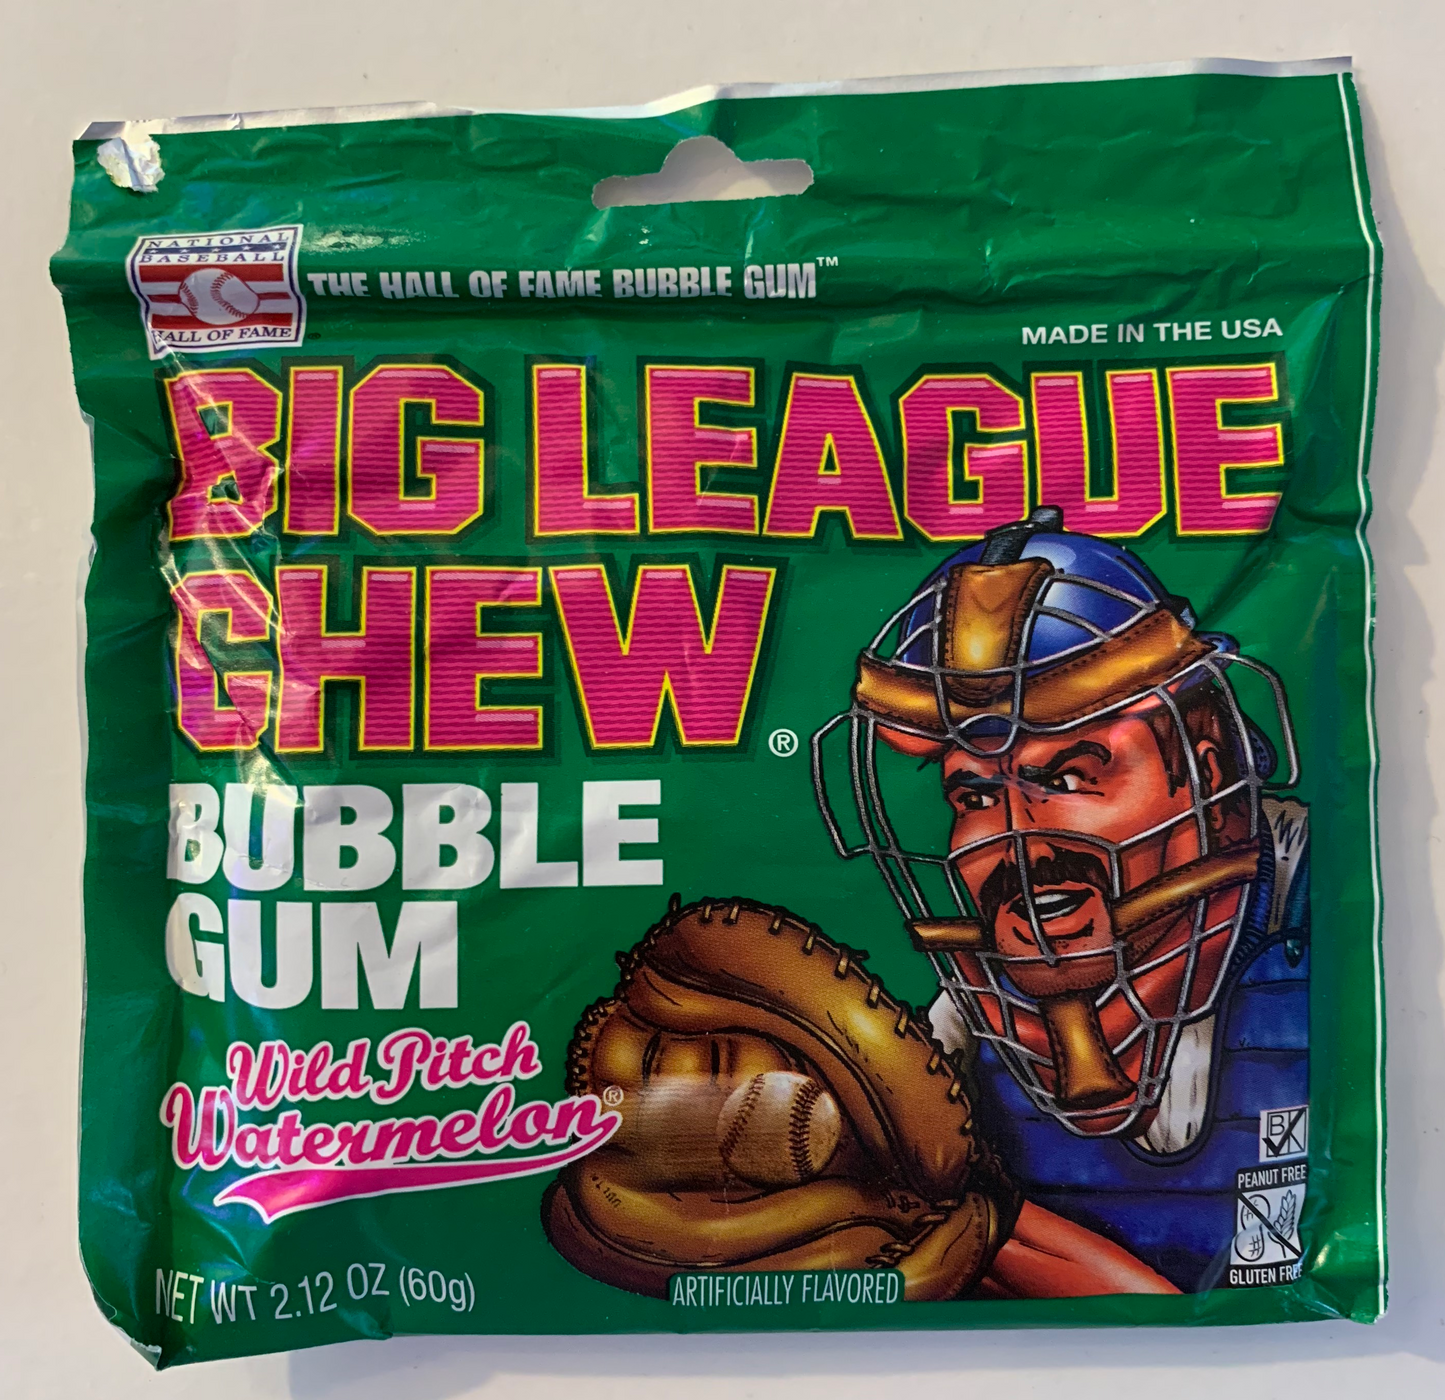 NATIONAL
BASEBALL
HALL OF FAME
THE HALL OF FAME BUBBLE GUM™
MADE IN THE USA
BIG LEAGUE
CHEW®
BUBBLE
GUM
Wild Pitch
Watermelon®
BK
PEANUT FREE
GLUTEN FREE
NET WT 2.12 OZ (60g)
ARTIFICIALLY FLAVORED